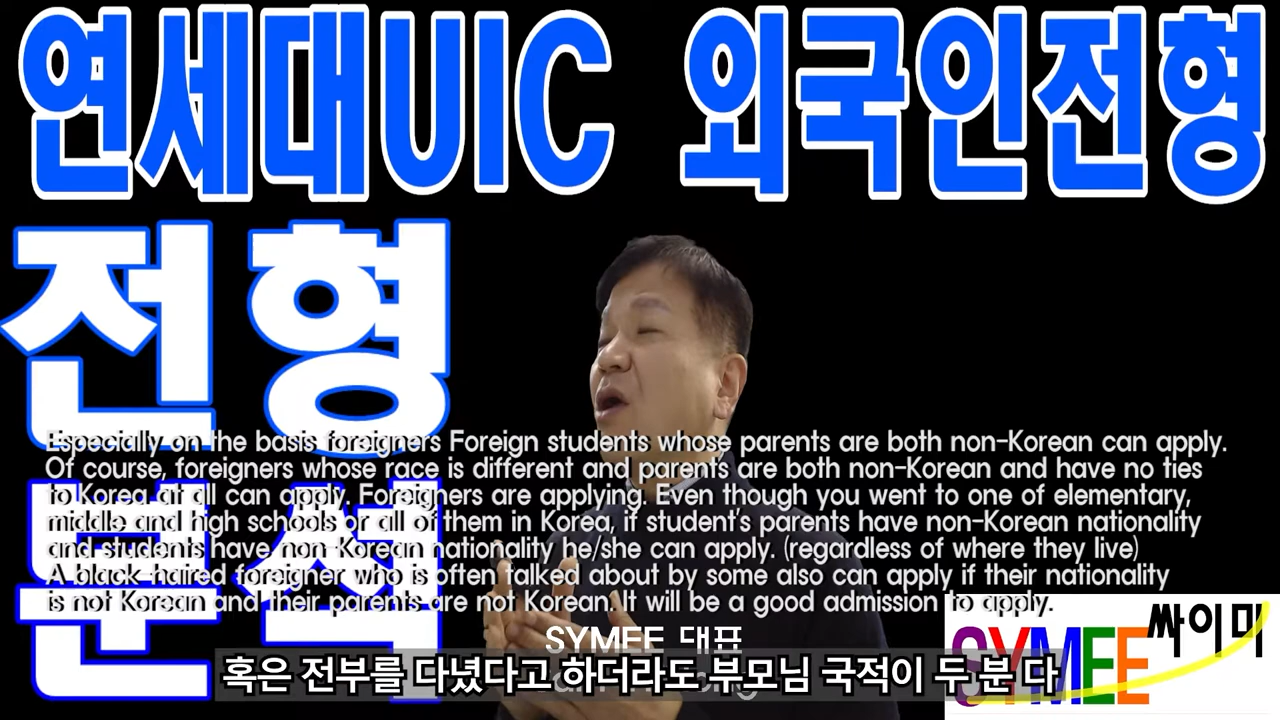 연세대UIC 외국인전형
전형
분석
Especially on the basis foreigners Foreign students whose parents are both non-Korean can apply.
Of course, foreigners whose race is different and parents are both non-Korean and have no ties
to Korea at all can apply. Foreigners are applying. Even though you went to one of elementary,
middle and high schools or all of them in Korea, if student's parents have non-Korean nationality
and students have non-Korean nationality he/she can apply. (regardless of where they live)
A black-haired foreigner who is often talked about by some also can apply if their nationality
is not Korean and their parents are not Korean. It will be a good admission to apply.
SYMEE 대표
혹은 전부를 다녔다고 하더라도 부모님 국적이 두 분 다
SYMEE 싸이미